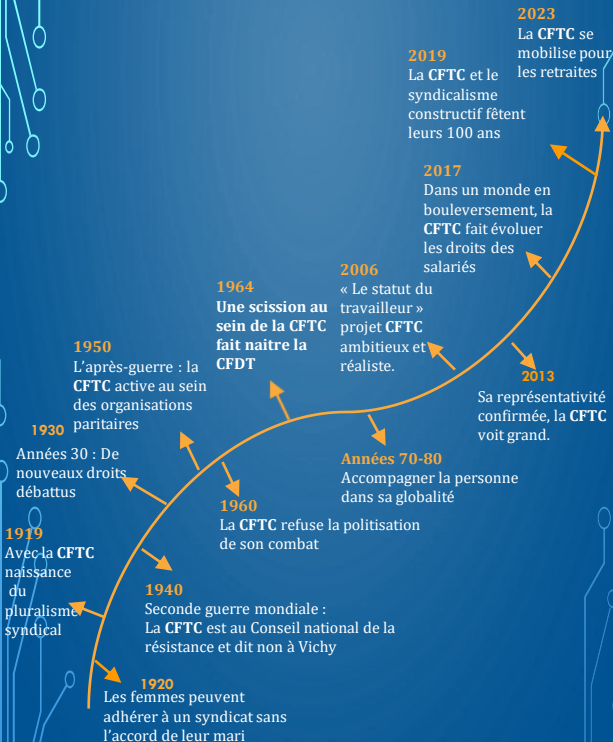 2023
La CFTC se
mobilise pour
les retraites
2019
La CFTC et le
syndicalisme
constructif fêtent
leurs 100 ans
2017
Dans un monde en
bouleversement, la
CFTC fait évoluer
les droits des
salariés
2006
« Le statut du
travailleur »
projet CFTC
ambitieux et
réaliste.
1964
Une scission au
sein de la CFTC
fait naitre la
CFDT
2013
Sa représentativité
confirmée, la CFTC
voit grand.
1950
L'après-guerre : la
CFTC active au sein
des organisations
paritaires
Années 70-80
Accompagner la personne
dans sa globalité
1930
Années 30 : De
nouveaux droits
débattus
1960
La CFTC refuse la politisation
de son combat
1919
Avec la CFTC
naissance
du
pluralisme
syndical
1940
Seconde guerre mondiale :
La CFTC est au Conseil national de la
résistance et dit non à Vichy
1920
Les femmes peuvent
adhérer à un syndicat sans
l'accord de leur mari